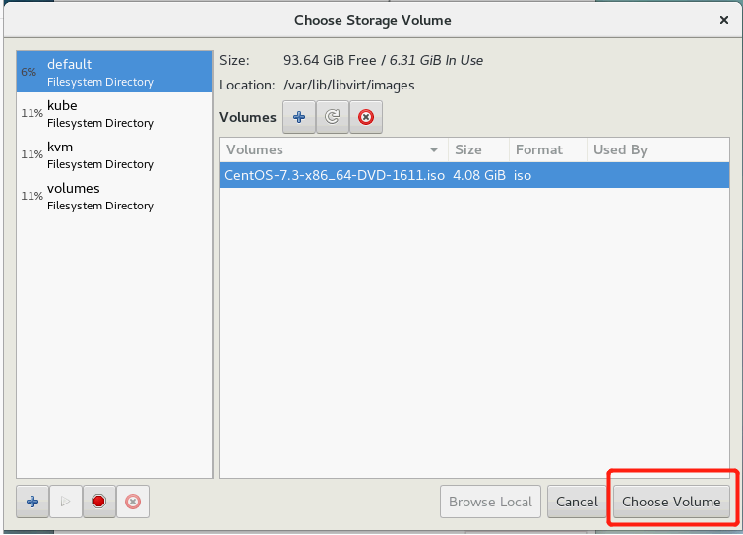 Choose Storage Volume
6% default
Filesystem Directory
11% kube
Filesystem Directory
11% kvm
Filesystem Directory
11% volumes
Filesystem Directory
Size: 93.64 GiB Free / 6.31 GiB In Use
Location: /var/lib/libvirt/images
Volumes
Volumes Size Format Used By
CentOS-7.3-x86_64-DVD-1611.iso 4.08 GiB iso
Browse Local Cancel Choose Volume